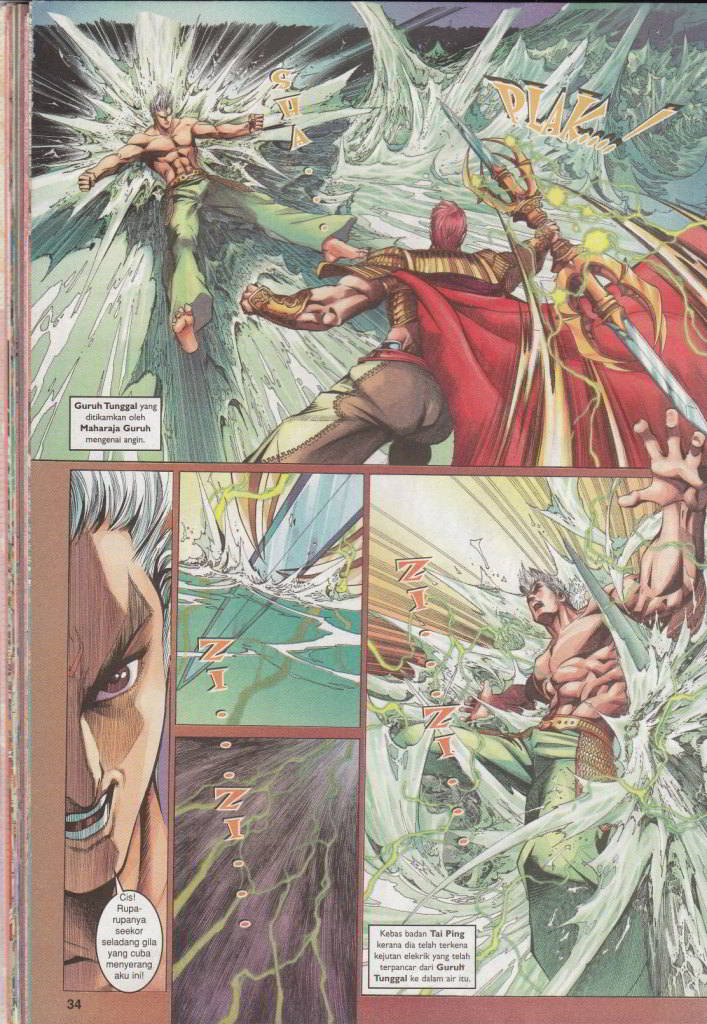 SHA...
PLAK....!
Guruh Tunggal yang
ditikamkan oleh
Maharaja Guruh
mengenai angin.
ZI...ZI...
ZI...ZI...
Cis!
Rupa-
rupanya
seekor
seladang gila
yang cuba
menyerang
aku ini!
Kebas badan Tai Ping
kerana dia telah terkena
kejutan elekrik yang telah
terpancar dari Guruh
Tunggal ke dalam air itu.
34